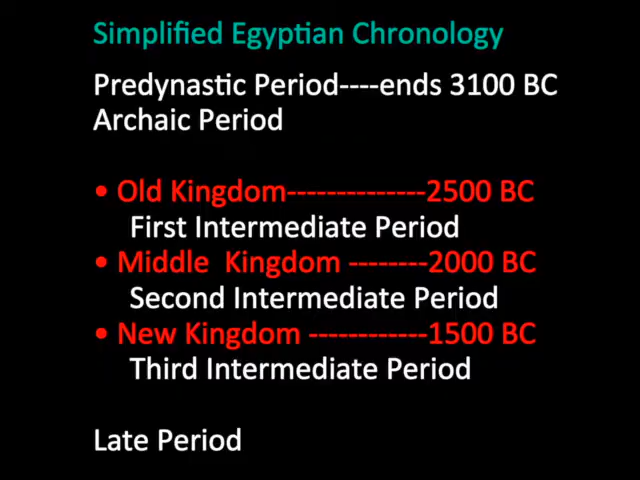 Simplified Egyptian Chronology
Predynastic Period----ends 3100 BC
Archaic Period
• Old Kingdom--------------2500 BC
First Intermediate Period
• Middle  Kingdom --------2000 BC
Second Intermediate Period
• New Kingdom ------------1500 BC
Third Intermediate Period
Late Period